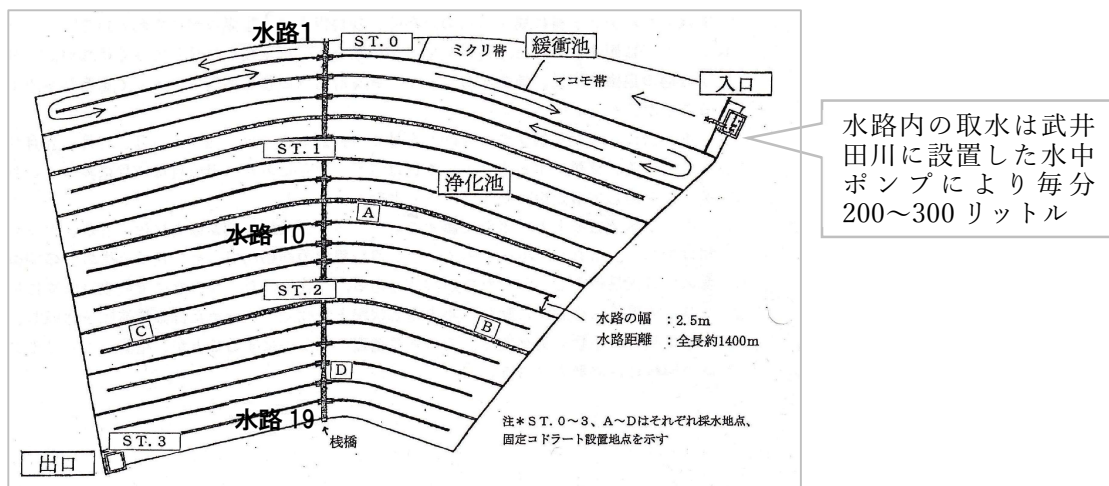 水路1
ST.0
ミクリ帯
緩衝池
マコモ帯
入口
水路内の取水は武井
田川に設置した水中
ポンプにより毎分
200～300 リットル
ST.1
浄化池
A
水路 10
ST.2
C
B
水路の幅 ：2.5m
水路距離 ：全長約1400m
D
水路 19
ST.3
桟橋
注＊ST.0～3、A～Dはそれぞれ採水地点、
固定コドラート設置地点を示す
出口